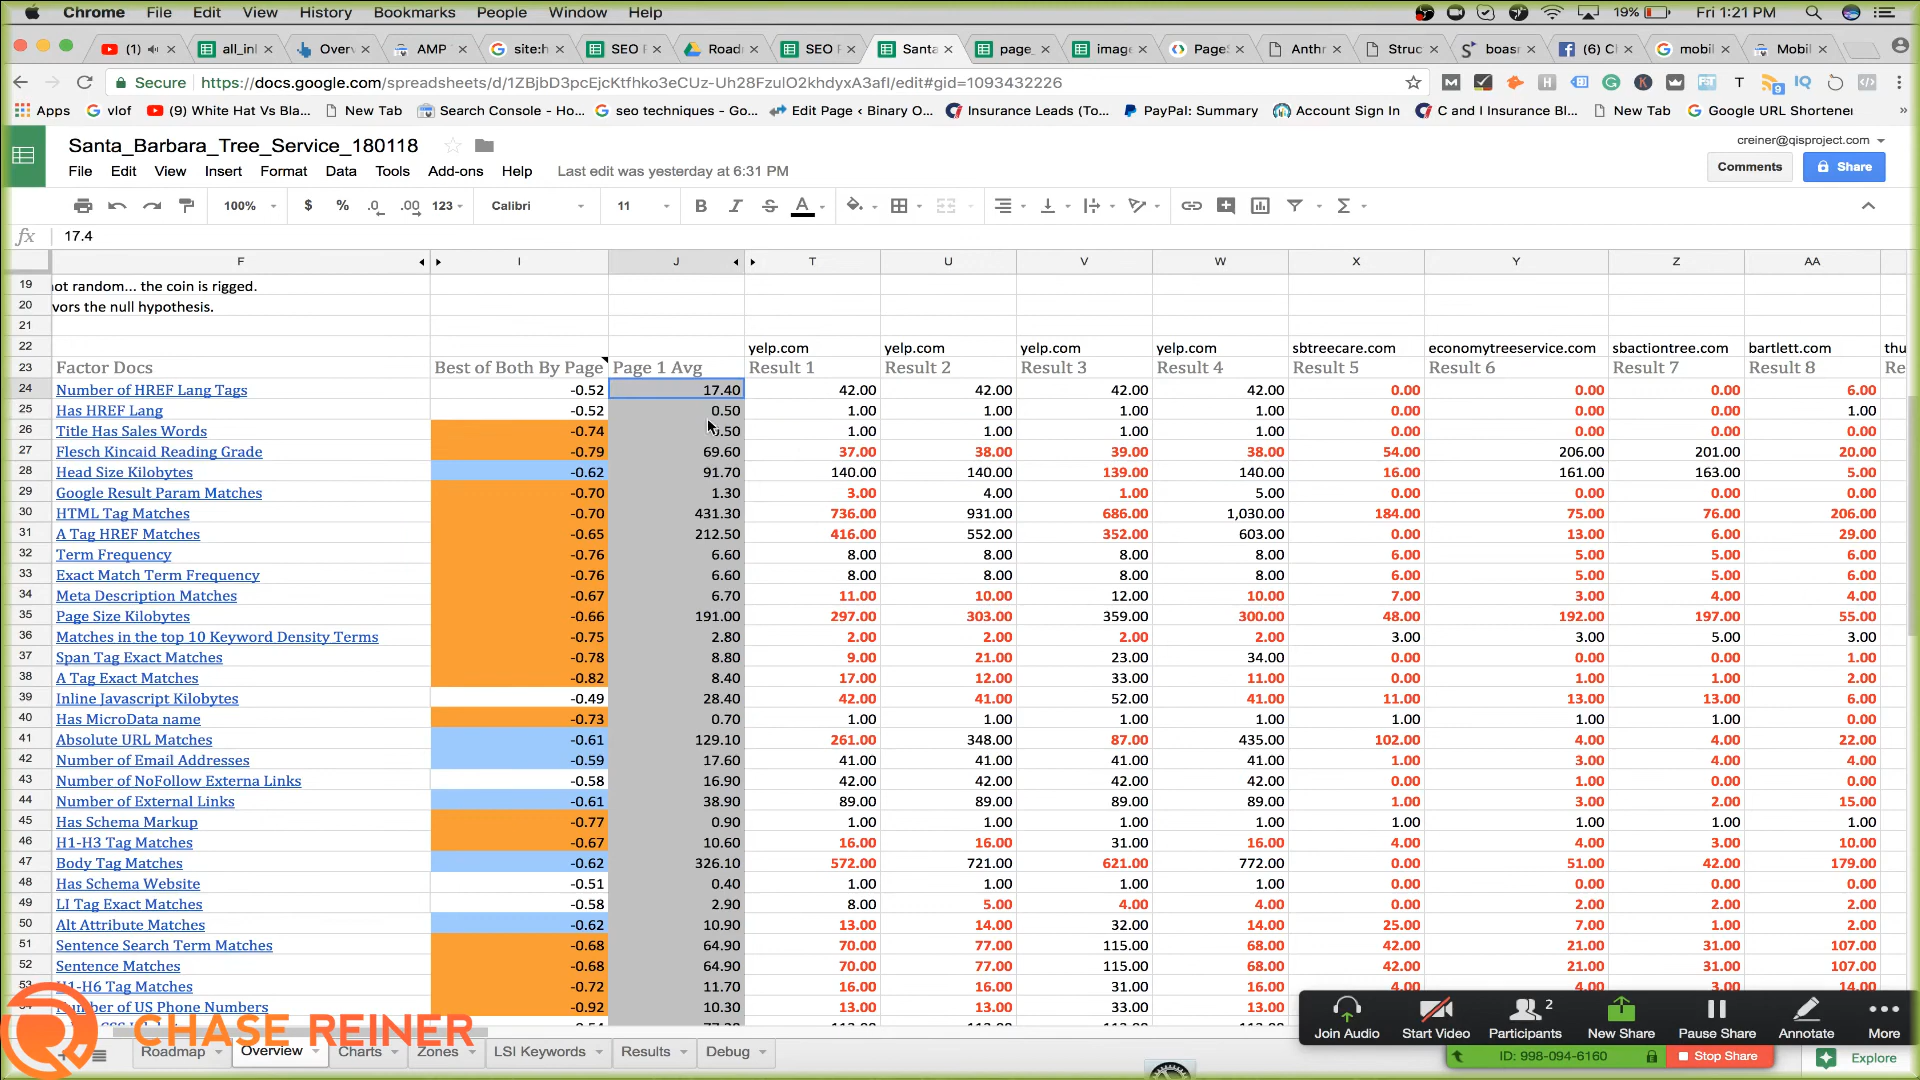 Chrome File Edit View History Bookmarks People Window Help 19% Fri 1:21 PM
(1) all_inl Overv AMP site:h SEO F Roadi SEO F Santa page_ image PageS Anthr Struc boasr (6) Cl mobil Mobil
Secure https://docs.google.com/spreadsheets/d/1ZBjbD3pcEjcKtfhko3eCUz-Uh28FzulO2khdyxA3afI/edit#gid=1093432226
Apps vlof (9) White Hat Vs Bla... New Tab Search Console - Ho... seo techniques - Go... Edit Page ‹ Binary O... Insurance Leads (To... PayPal: Summary Account Sign In C and I Insurance Bl... New Tab Google URL Shortener »
Santa_Barbara_Tree_Service_180118 creiner@qisproject.com
File Edit View Insert Format Data Tools Add-ons Help Last edit was yesterday at 6:31 PM Comments Share
100% $ % .0 .00 123 Calibri 11 B I S A
fx 17.4
F I J T U V W X Y Z AA
19 not random... the coin is rigged.
20 vors the null hypothesis.
21
22 yelp.com yelp.com yelp.com yelp.com sbtreecare.com economytreeservice.com sbactiontree.com bartlett.com thu
23 Factor Docs Best of Both By Page Page 1 Avg Result 1 Result 2 Result 3 Result 4 Result 5 Result 6 Result 7 Result 8 Re
24 Number of HREF Lang Tags -0.52 17.40 42.00 42.00 42.00 42.00 0.00 0.00 0.00 6.00
25 Has HREF Lang -0.52 0.50 1.00 1.00 1.00 1.00 0.00 0.00 0.00 1.00
26 Title Has Sales Words -0.74 .50 1.00 1.00 1.00 1.00 0.00 0.00 0.00 0.00
27 Flesch Kincaid Reading Grade -0.79 69.60 37.00 38.00 39.00 38.00 54.00 206.00 201.00 20.00
28 Head Size Kilobytes -0.62 91.70 140.00 140.00 139.00 140.00 16.00 161.00 163.00 5.00
29 Google Result Param Matches -0.70 1.30 3.00 4.00 1.00 5.00 0.00 0.00 0.00 0.00
30 HTML Tag Matches -0.70 431.30 736.00 931.00 686.00 1,030.00 184.00 75.00 76.00 206.00
31 A Tag HREF Matches -0.65 212.50 416.00 552.00 352.00 603.00 0.00 13.00 6.00 29.00
32 Term Frequency -0.76 6.60 8.00 8.00 8.00 8.00 6.00 5.00 5.00 6.00
33 Exact Match Term Frequency -0.76 6.60 8.00 8.00 8.00 8.00 6.00 5.00 5.00 6.00
34 Meta Description Matches -0.67 6.70 11.00 10.00 12.00 10.00 7.00 3.00 4.00 4.00
35 Page Size Kilobytes -0.66 191.00 297.00 303.00 359.00 300.00 48.00 192.00 197.00 55.00
36 Matches in the top 10 Keyword Density Terms -0.75 2.80 2.00 2.00 2.00 2.00 3.00 3.00 5.00 3.00
37 Span Tag Exact Matches -0.78 8.80 9.00 21.00 23.00 34.00 0.00 0.00 0.00 1.00
38 A Tag Exact Matches -0.82 8.40 17.00 12.00 33.00 11.00 0.00 1.00 1.00 2.00
39 Inline Javascript Kilobytes -0.49 28.40 42.00 41.00 52.00 41.00 11.00 13.00 13.00 6.00
40 Has MicroData name -0.73 0.70 1.00 1.00 1.00 1.00 1.00 1.00 1.00 0.00
41 Absolute URL Matches -0.61 129.10 261.00 348.00 87.00 435.00 102.00 4.00 4.00 22.00
42 Number of Email Addresses -0.59 17.60 41.00 41.00 41.00 41.00 1.00 3.00 4.00 4.00
43 Number of NoFollow Externa Links -0.58 16.90 42.00 42.00 42.00 42.00 0.00 1.00 0.00 0.00
44 Number of External Links -0.61 38.90 89.00 89.00 89.00 89.00 1.00 3.00 2.00 15.00
45 Has Schema Markup -0.77 0.90 1.00 1.00 1.00 1.00 1.00 1.00 1.00 1.00
46 H1-H3 Tag Matches -0.67 10.60 16.00 16.00 31.00 16.00 4.00 4.00 3.00 10.00
47 Body Tag Matches -0.62 326.10 572.00 721.00 621.00 772.00 0.00 51.00 42.00 179.00
48 Has Schema Website -0.51 0.40 1.00 1.00 1.00 1.00 0.00 0.00 0.00 0.00
49 LI Tag Exact Matches -0.58 2.90 8.00 5.00 4.00 4.00 0.00 2.00 2.00 2.00
50 Alt Attribute Matches -0.62 10.90 13.00 14.00 32.00 14.00 25.00 7.00 1.00 2.00
51 Sentence Search Term Matches -0.68 64.90 70.00 77.00 115.00 68.00 42.00 21.00 31.00 107.00
52 Sentence Matches -0.68 64.90 70.00 77.00 115.00 68.00 42.00 21.00 31.00 107.00
53 H1-H6 Tag Matches -0.72 11.70 16.00 16.00 31.00 16.00 4.00 4.00 3.00 14.00
Number of US Phone Numbers -0.92 10.30 13.00 13.00 33.00 13.00
CHASE REINER
Roadmap Overview Charts Zones LSI Keywords Results Debug
Join Audio Start Video Participants 2 New Share Pause Share Annotate More
ID: 998-094-6160 Stop Share Explore